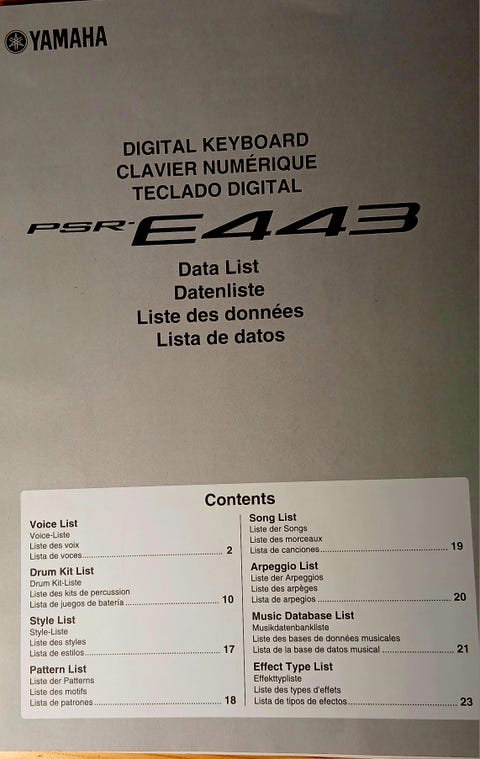 YAMAHA
DIGITAL KEYBOARD
CLAVIER NUMÉRIQUE
TECLADO DIGITAL
PSR-E443
Data List
Datenliste
Liste des données
Lista de datos
Contents
Voice List
Voice-Liste
Liste des voix
Lista de voces 2
Drum Kit List
Drum Kit-Liste
Liste des kits de percussion
Lista de juegos de batería 10
Style List
Style-Liste
Liste des styles
Lista de estilos 17
Pattern List
Liste der Patterns
Liste des motifs
Lista de patrones 18
Song List
Liste der Songs
Liste des morceaux
Lista de canciones 19
Arpeggio List
Liste der Arpeggios
Liste des arpèges
Lista de arpegios 20
Music Database List
Musikdatenbankliste
Liste des bases de données musicales
Lista de la base de datos musical 21
Effect Type List
Effekttypliste
Liste des types d'effets
Lista de tipos de efectos 23